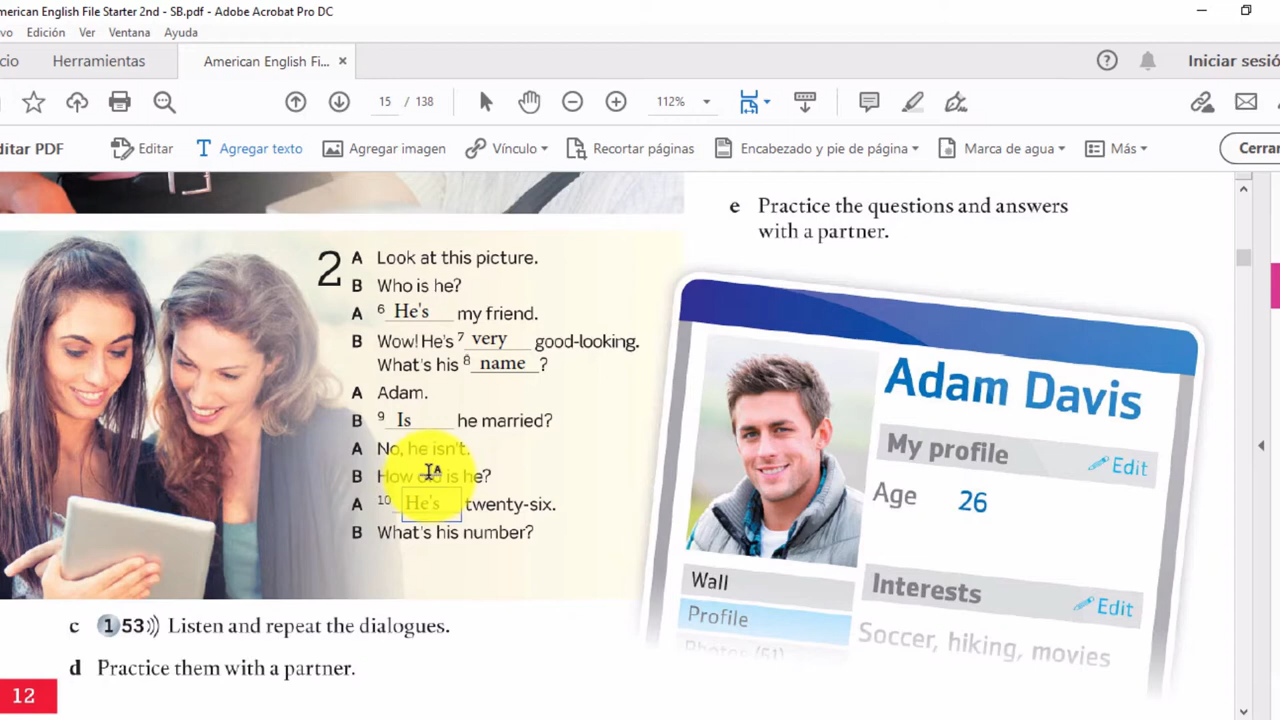 merican English File Starter 2nd - SB.pdf - Adobe Acrobat Pro DC
vo Edición Ver Ventana Ayuda
cio Herramientas American English Fi... × ? Iniciar sesió
15 / 138 112%
ditar PDF Editar Agregar texto Agregar imagen Vínculo Recortar páginas Encabezado y pie de página Marca de agua Más Cerrar
e Practice the questions and answers
with a partner.
2
A Look at this picture.
B Who is he?
A 6 He's my friend.
B Wow! He's 7 very good-looking.
What's his 8 name ?
A Adam.
B 9 Is he married?
A No, he isn't.
B How old is he?
A 10 He's twenty-six.
B What's his number?
Adam Davis
My profile Edit
Age 26
Wall
Profile
Photos (51)
Interests Edit
Soccer, hiking, movies
c 1 53 Listen and repeat the dialogues.
d Practice them with a partner.
12